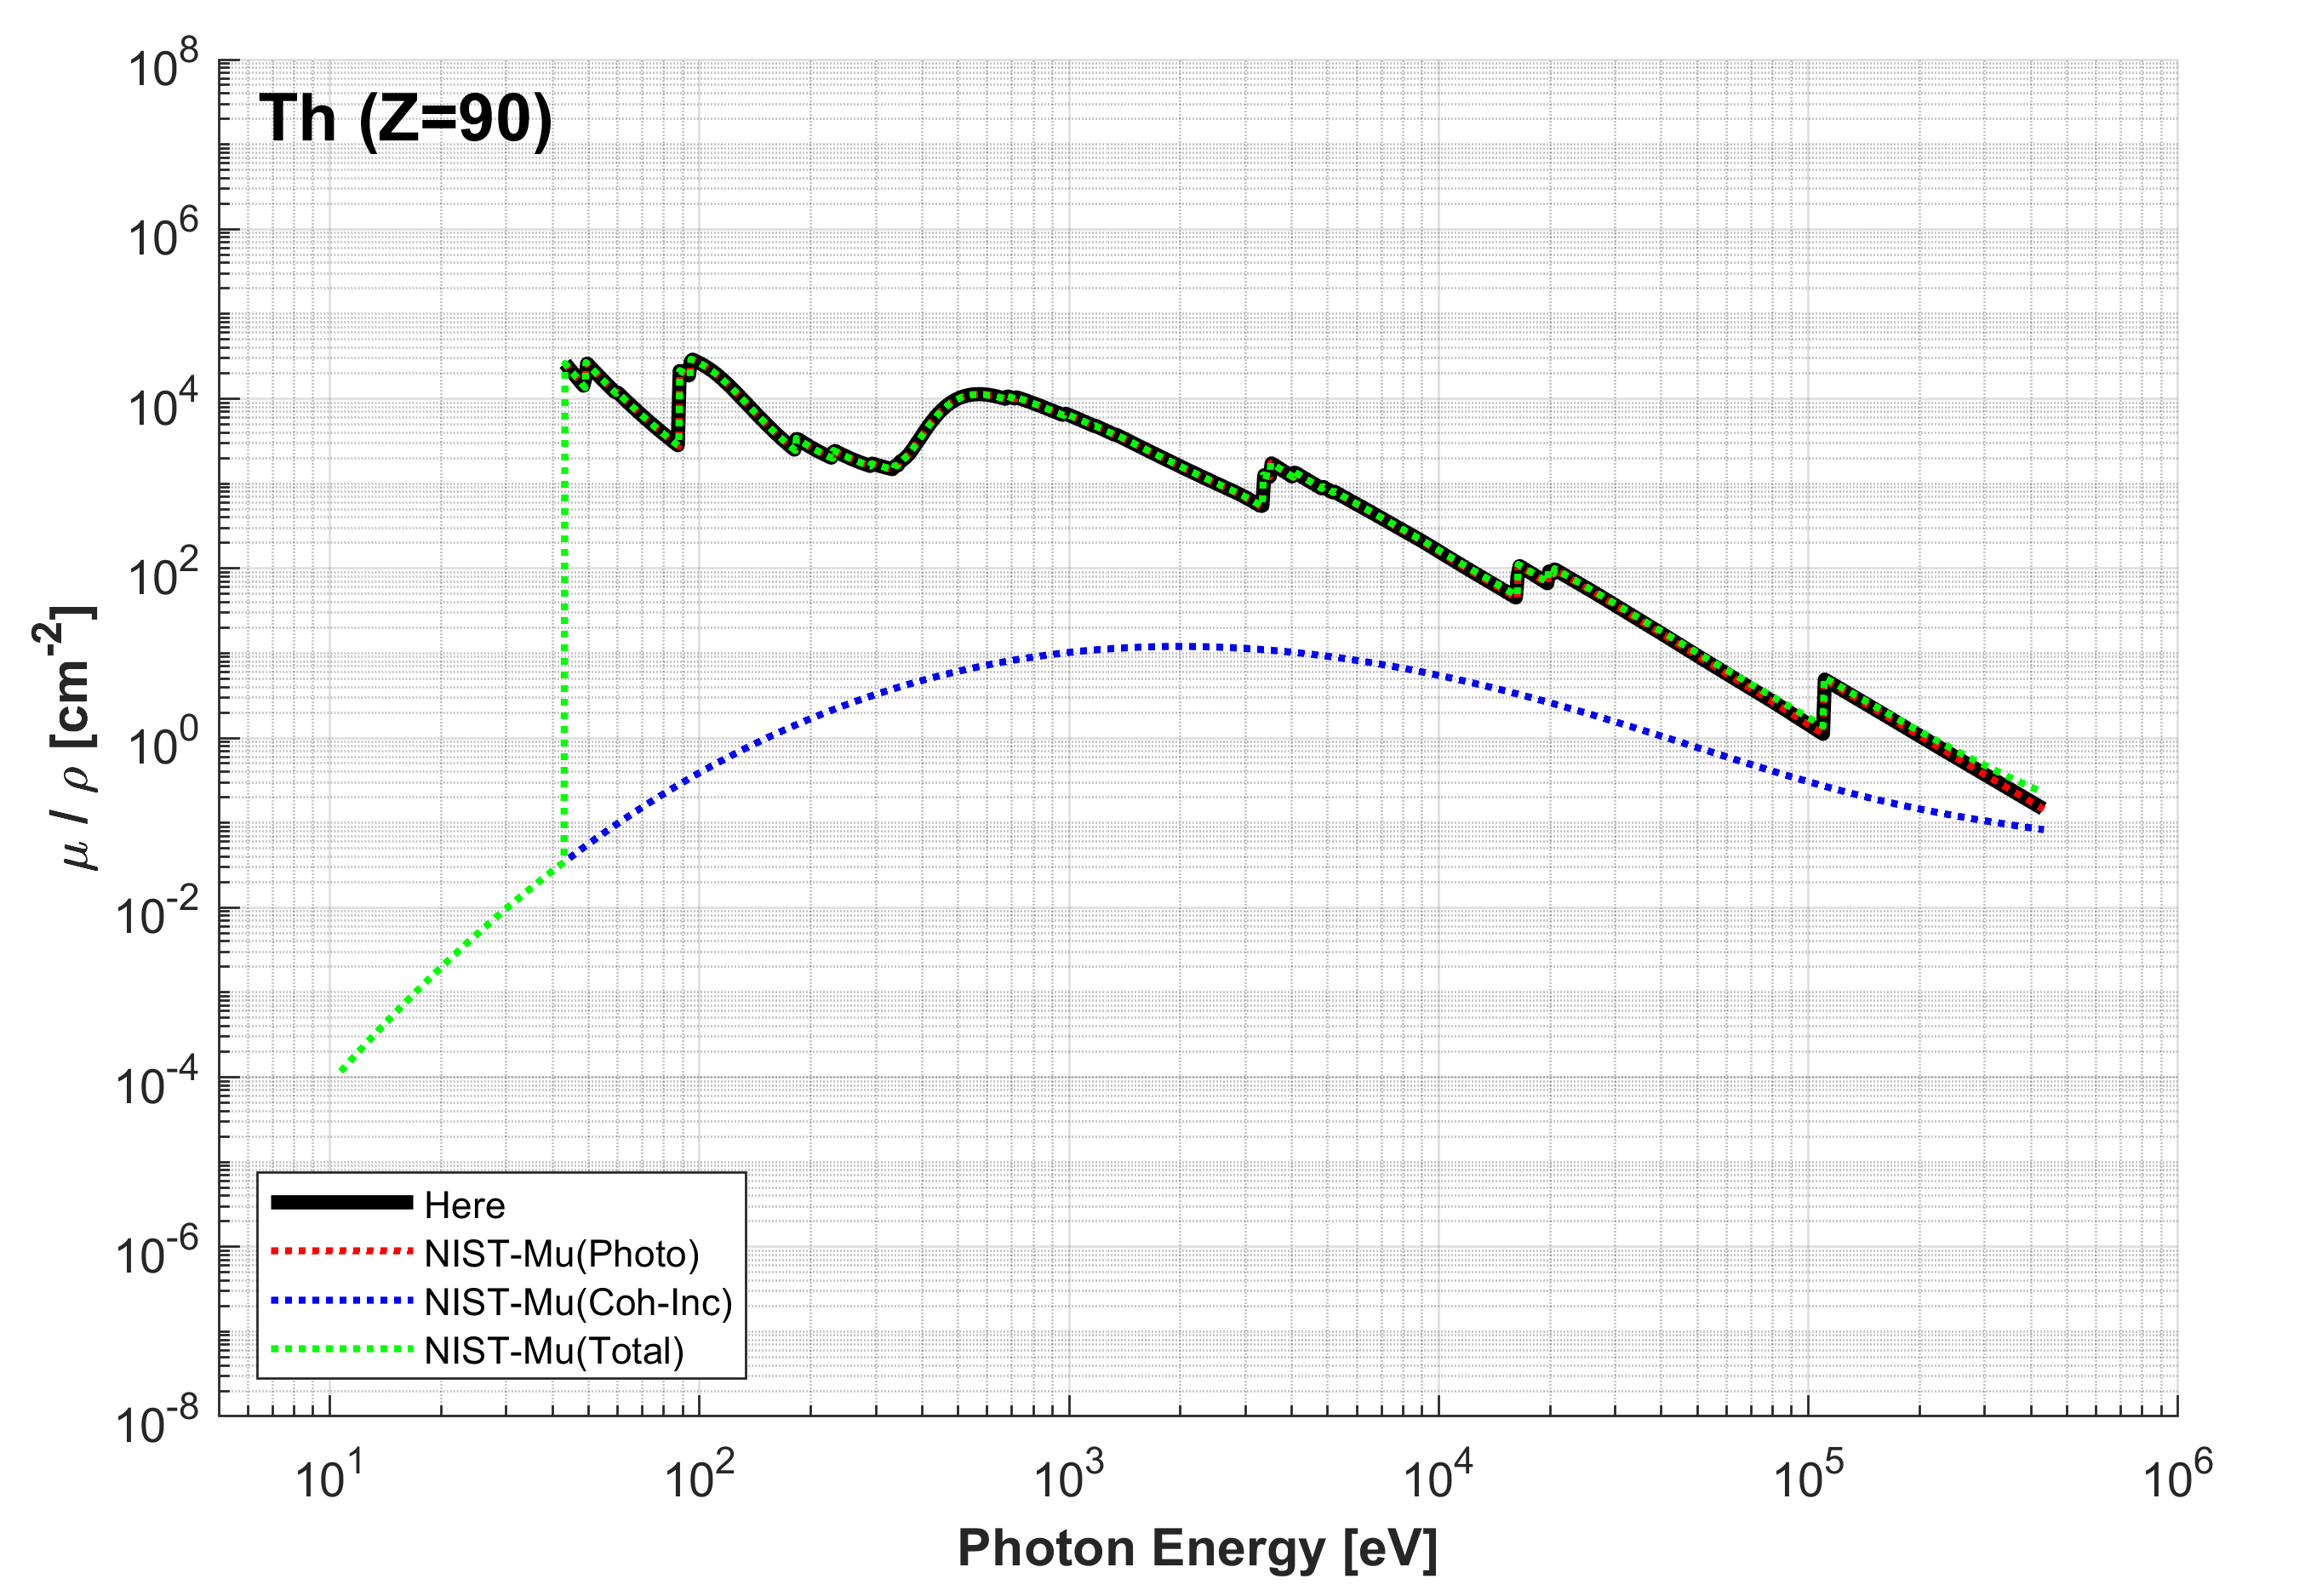 Th (Z=90)
10^8
10^6
10^4
10^2
10^0
10^-2
10^-4
10^-6
10^-8
μ / ρ [cm^-2]
Here
NIST-Mu(Photo)
NIST-Mu(Coh-Inc)
NIST-Mu(Total)
10^1 10^2 10^3 10^4 10^5 10^6
Photon Energy [eV]